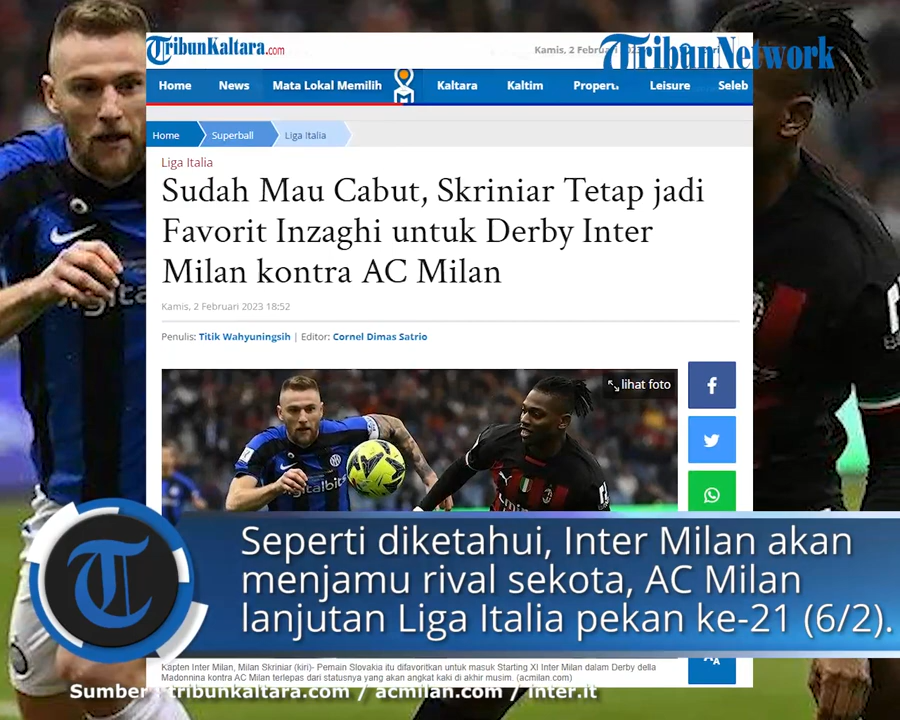 TribunKaltara.com
Kamis, 2 Februari 2023
TribunNetwork
Home News Mata Lokal Memilih Kaltara Kaltim Property Leisure Seleb
Home Superball Liga Italia
Liga Italia
Sudah Mau Cabut, Skriniar Tetap jadi
Favorit Inzaghi untuk Derby Inter
Milan kontra AC Milan
Kamis, 2 Februari 2023 18:52
Penulis: Titik Wahyuningsih | Editor: Cornel Dimas Satrio
lihat foto
digitalbits
Seperti diketahui, Inter Milan akan
menjamu rival sekota, AC Milan
lanjutan Liga Italia pekan ke-21 (6/2).
Kapten Inter Milan, Milan Skriniar (kiri)- Pemain Slovakia itu difavoritkan untuk masuk Starting XI Inter Milan dalam Derby della
Madonnina kontra AC Milan terlepas dari statusnya yang akan angkat kaki di akhir musim. (acmilan.com)
Sumber : tribunkaltara.com / acmilan.com / inter.it